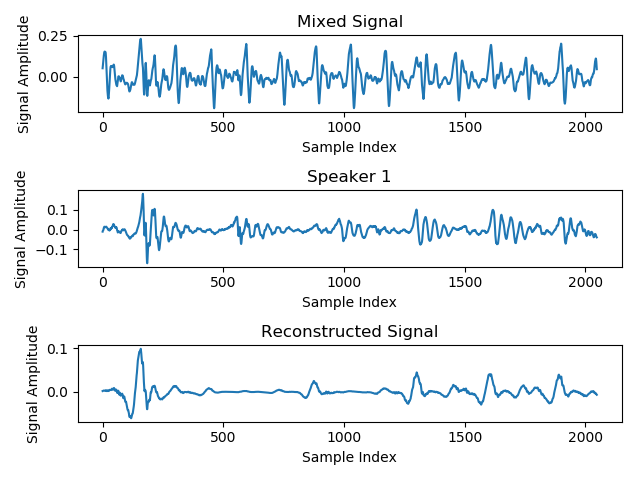 Mixed Signal
Signal Amplitude
0.25
0.00
0 500 1000 1500 2000
Sample Index
Speaker 1
Signal Amplitude
0.1
0.0
−0.1
0 500 1000 1500 2000
Sample Index
Reconstructed Signal
Signal Amplitude
0.1
0.0
0 500 1000 1500 2000
Sample Index